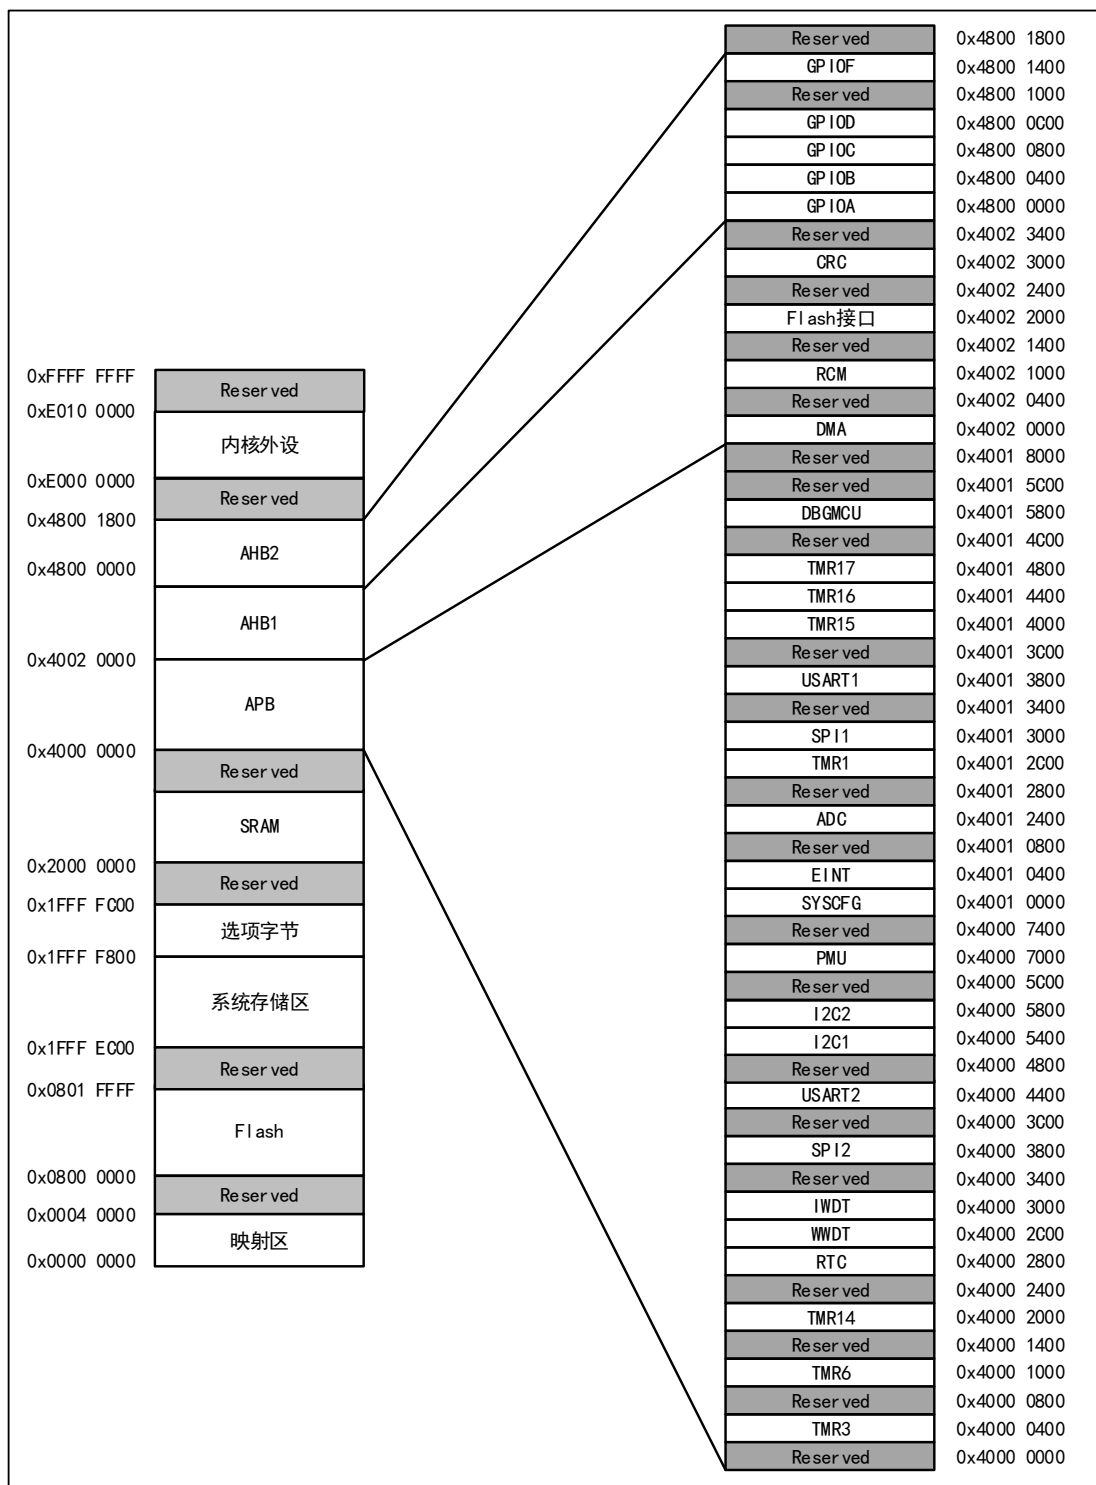 Reserved 0x4800 1800
GPIOF 0x4800 1400
Reserved 0x4800 1000
GPIOD 0x4800 0C00
GPIOC 0x4800 0800
GPIOB 0x4800 0400
GPIOA 0x4800 0000
Reserved 0x4002 3400
CRC 0x4002 3000
Reserved 0x4002 2400
Flash接口 0x4002 2000
Reserved 0x4002 1400
RCM 0x4002 1000
Reserved 0x4002 0400
DMA 0x4002 0000
Reserved 0x4001 8000
Reserved 0x4001 5C00
DBGMCU 0x4001 5800
Reserved 0x4001 4C00
TMR17 0x4001 4800
TMR16 0x4001 4400
TMR15 0x4001 4000
Reserved 0x4001 3C00
USART1 0x4001 3800
Reserved 0x4001 3400
SPI1 0x4001 3000
TMR1 0x4001 2C00
Reserved 0x4001 2800
ADC 0x4001 2400
Reserved 0x4001 0800
EINT 0x4001 0400
SYSCFG 0x4001 0000
Reserved 0x4000 7400
PMU 0x4000 7000
Reserved 0x4000 5C00
I2C2 0x4000 5800
I2C1 0x4000 5400
Reserved 0x4000 4800
USART2 0x4000 4400
Reserved 0x4000 3C00
SPI2 0x4000 3800
Reserved 0x4000 3400
IWDT 0x4000 3000
WWDT 0x4000 2C00
RTC 0x4000 2800
Reserved 0x4000 2400
TMR14 0x4000 2000
Reserved 0x4000 1400
TMR6 0x4000 1000
Reserved 0x4000 0800
TMR3 0x4000 0400
Reserved 0x4000 0000
0xFFFF FFFF
Reserved
0xE010 0000
内核外设
0xE000 0000
Reserved
0x4800 1800
AHB2
0x4800 0000
AHB1
0x4002 0000
APB
0x4000 0000
Reserved
SRAM
0x2000 0000
Reserved
0x1FFF FC00
选项字节
0x1FFF F800
系统存储区
0x1FFF EC00
Reserved
0x0801 FFFF
Flash
0x0800 0000
Reserved
0x0004 0000
映射区
0x0000 0000